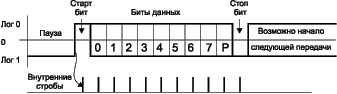 Старт бит
Биты данных
Стоп бит
Лог 0
0
Лог 1
Пауза
0 1 2 3 4 5 6 7 P
Возможно начало следующей передачи
Внутренние стробы